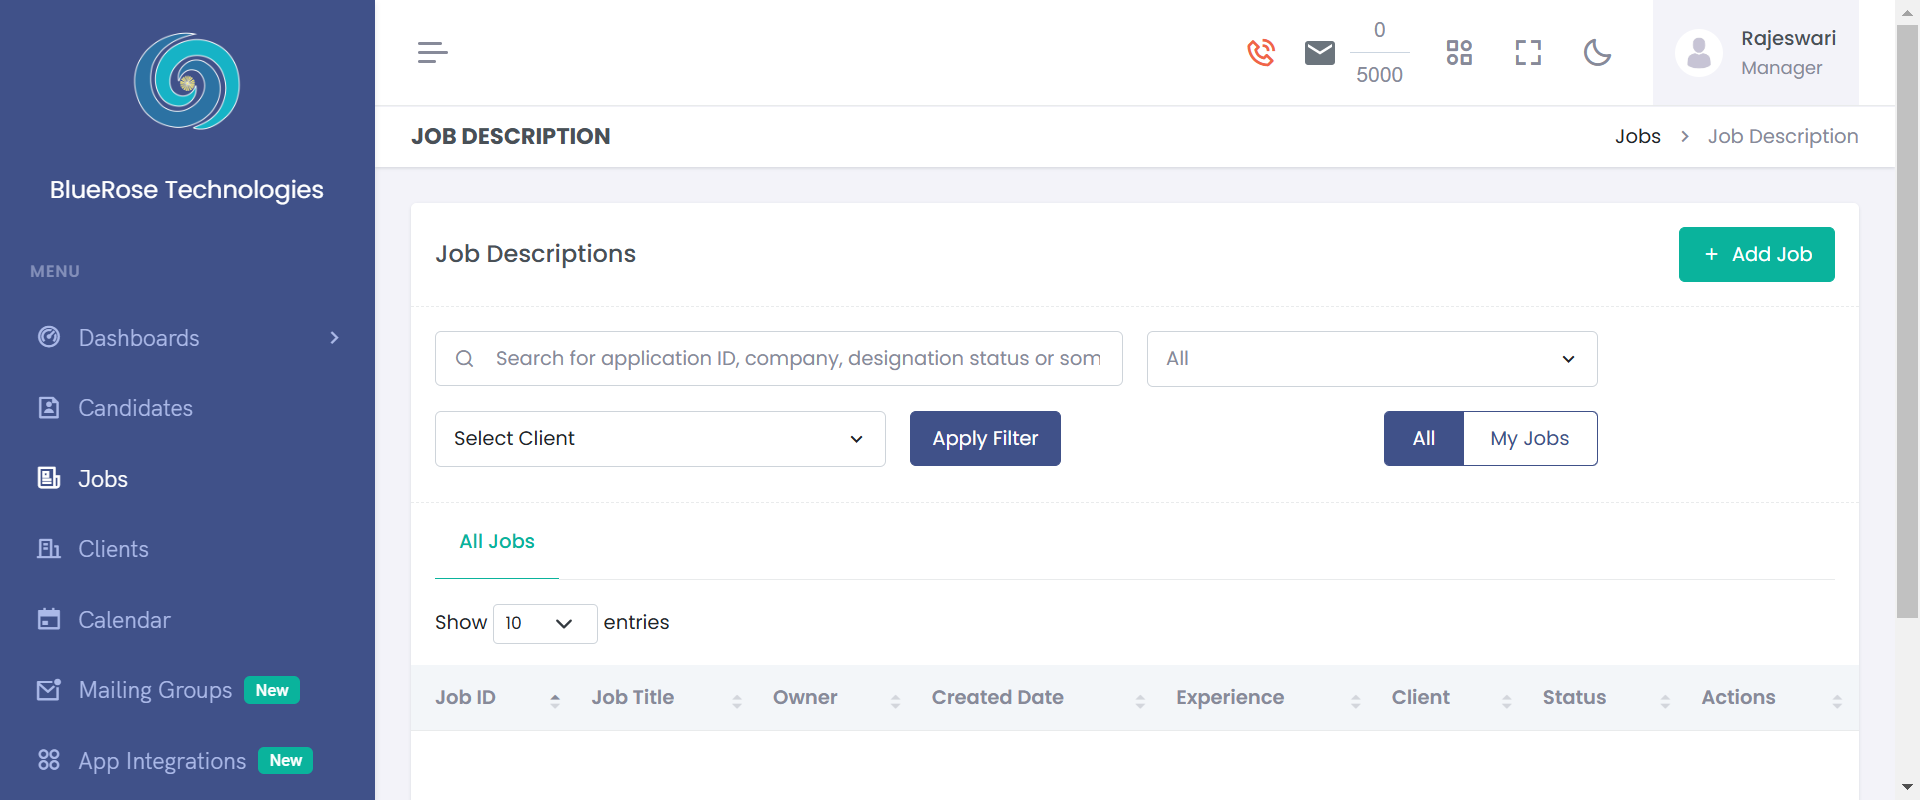 BlueRose Technologies
MENU
Dashboards
Candidates
Jobs
Clients
Calendar
Mailing Groups New
App Integrations New
0
5000
Rajeswari
Manager
JOB DESCRIPTION
Jobs > Job Description
Job Descriptions
+ Add Job
Search for application ID, company, designation status or som
All
Select Client
Apply Filter
All My Jobs
All Jobs
Show 10 entries
Job ID Job Title Owner Created Date Experience Client Status Actions